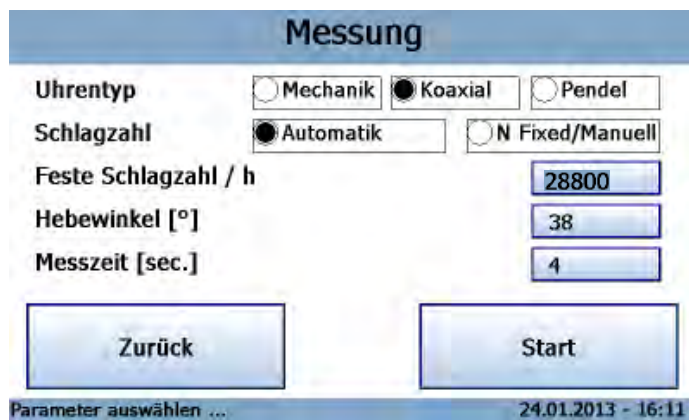 Messung
Uhrentyp Mechanik Koaxial Pendel
Schlagzahl Automatik N Fixed/Manuell
Feste Schlagzahl / h 28800
Hebewinkel [°] 38
Messzeit [sec.] 4
Zurück Start
Parameter auswählen ... 24.01.2013 - 16:11